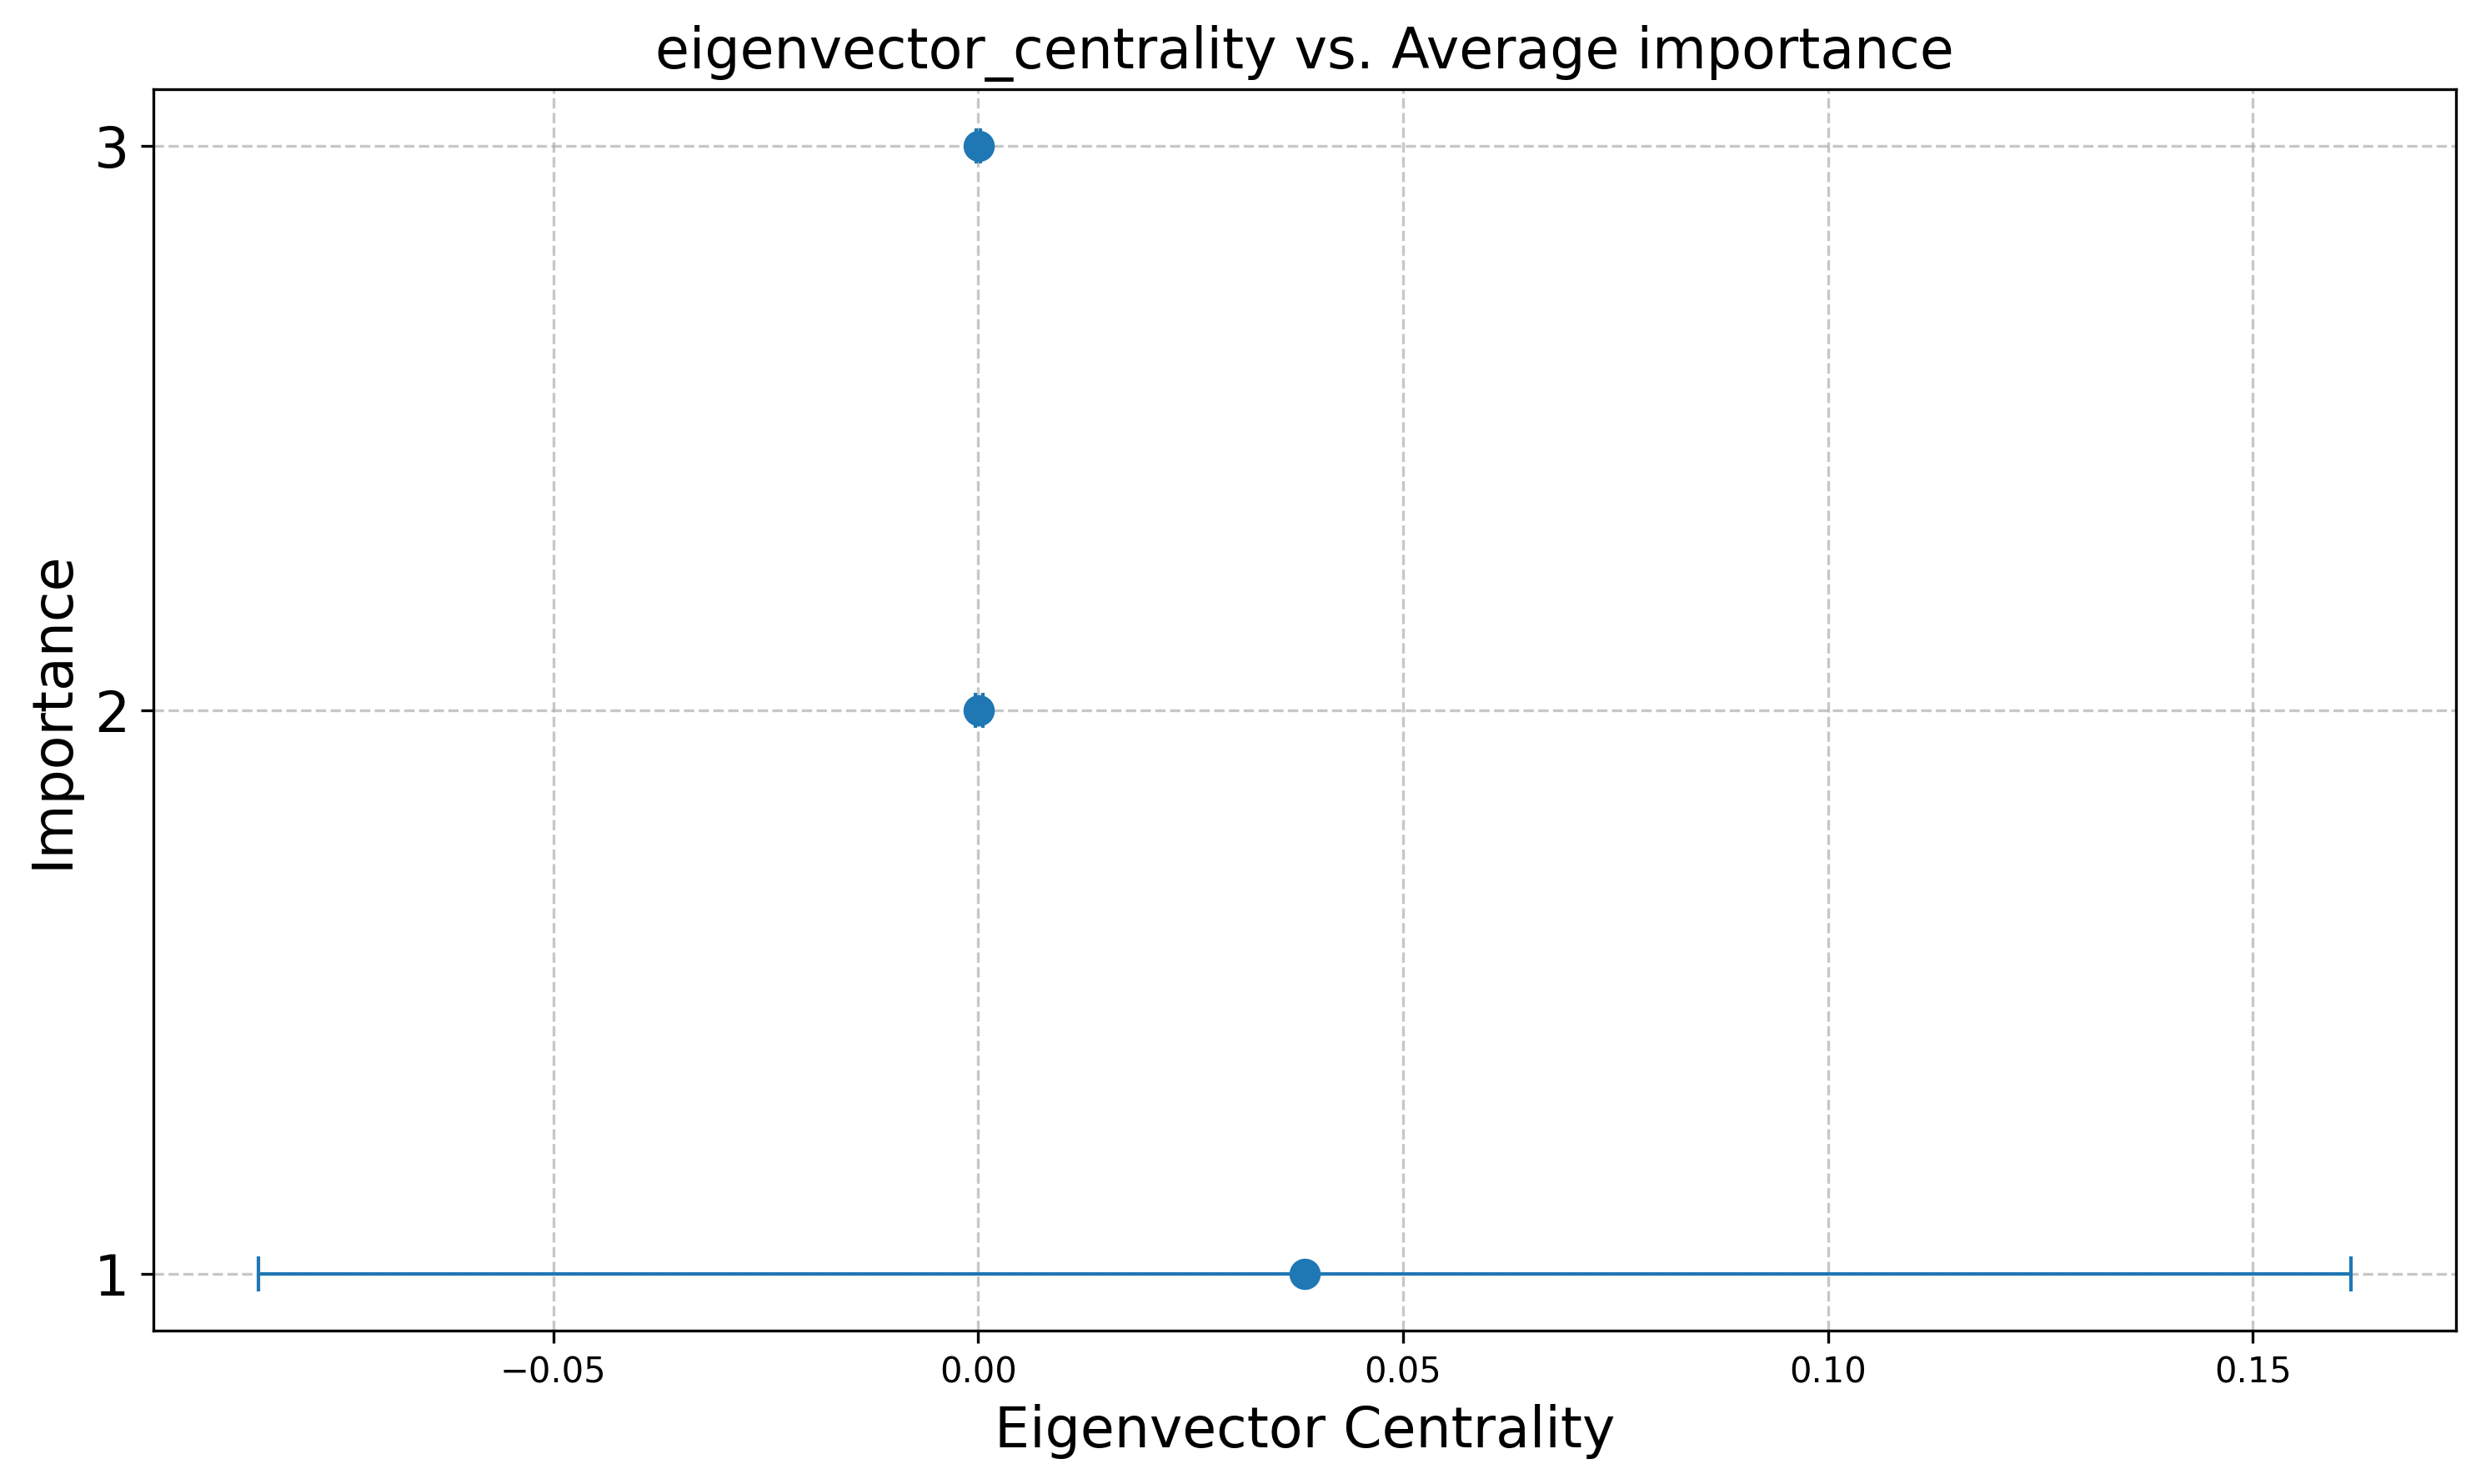 eigenvector_centrality vs. Average importance
3
2
1
Importance
−0.05
0.00
0.05
0.10
0.15
Eigenvector Centrality